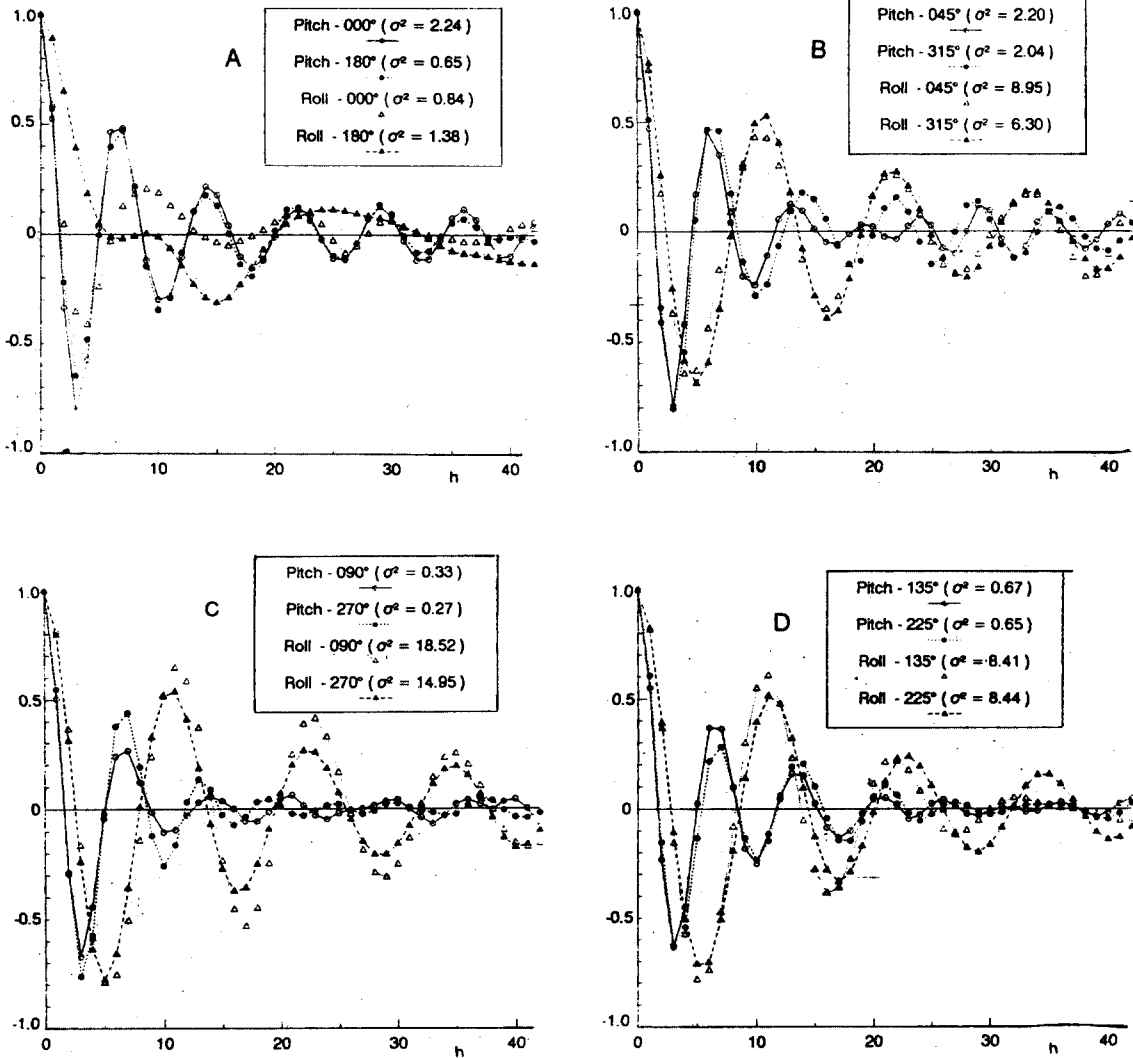 1.0
0.5
0
-0.5
-1.0
0
10
20
30
40
h
A
Pitch - 000° ( σ² = 2.24 )
Pitch - 180° ( σ² = 0.65 )
Roll - 000° ( σ² = 0.84 )
Roll - 180° ( σ² = 1.38 )
1.0
0.5
0
-0.5
-1.0
0
10
20
30
40
h
B
Pitch - 045° ( σ² = 2.20 )
Pitch - 315° ( σ² = 2.04 )
Roll - 045° ( σ² = 8.95 )
Roll - 315° ( σ² = 6.30 )
1.0
0.5
0
-0.5
-1.0
0
10
20
30
40
h
C
Pitch - 090° ( σ² = 0.33 )
Pitch - 270° ( σ² = 0.27 )
Roll - 090° ( σ² = 18.52 )
Roll - 270° ( σ² = 14.95 )
1.0
0.5
0
-0.5
-1.0
0
10
20
30
40
h
D
Pitch - 135° ( σ² = 0.67 )
Pitch - 225° ( σ² = 0.65 )
Roll - 135° ( σ² = 8.41 )
Roll - 225° ( σ² = 8.44 )